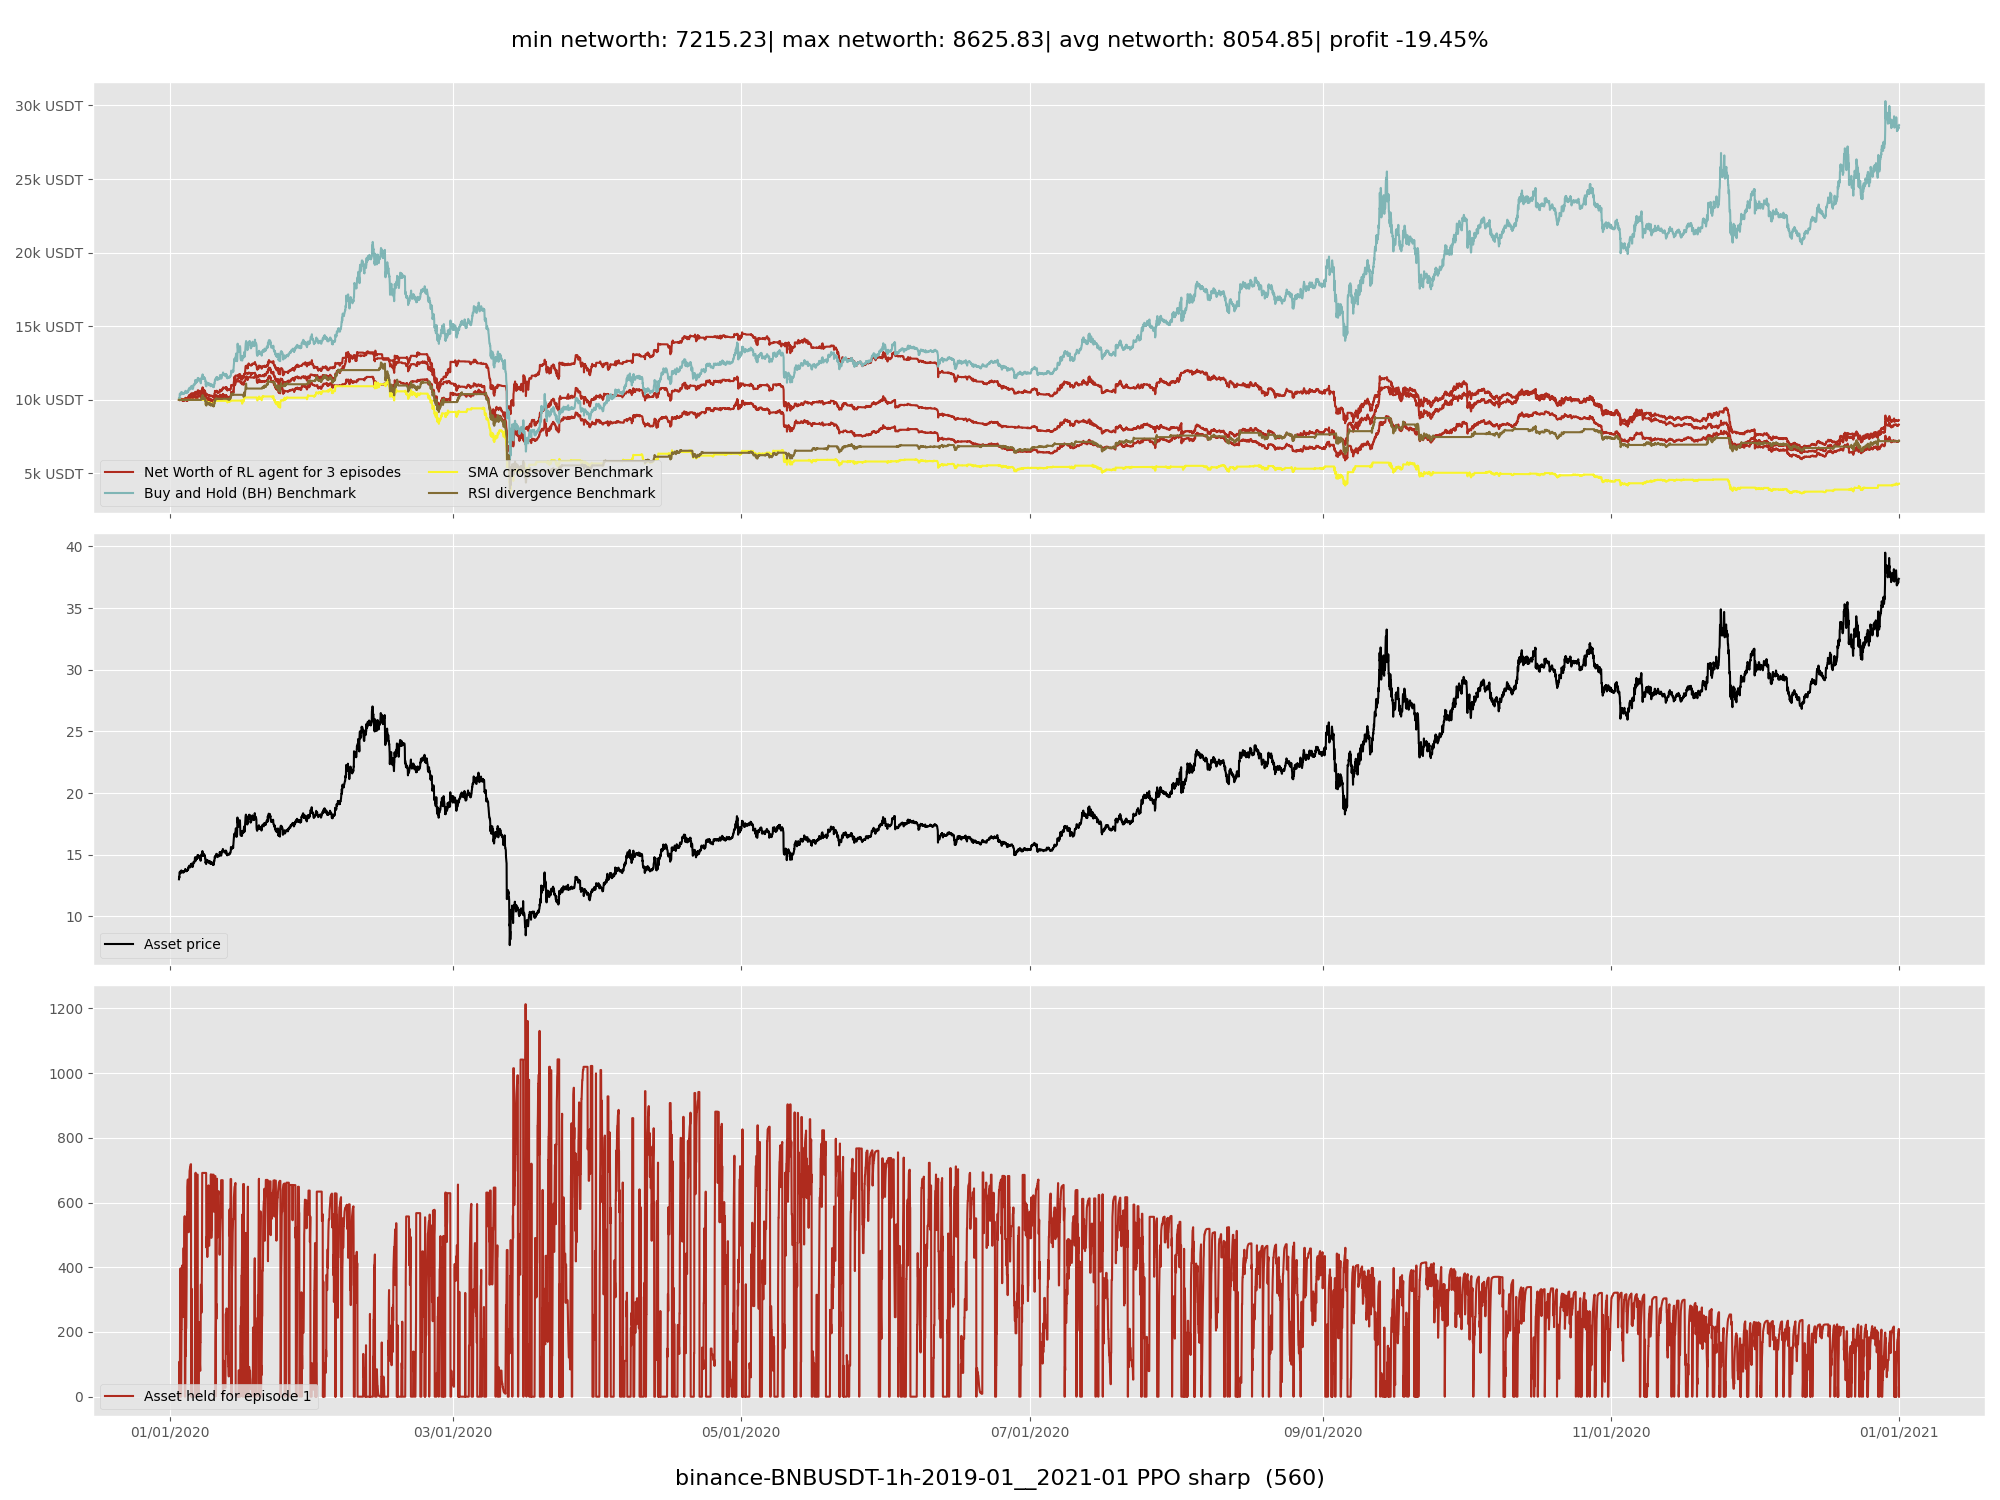 min networth: 7215.23| max networth: 8625.83| avg networth: 8054.85| profit -19.45%
30k USDT
25k USDT
20k USDT
15k USDT
10k USDT
5k USDT
Net Worth of RL agent for 3 episodes
Buy and Hold (BH) Benchmark
SMA crossover Benchmark
RSI divergence Benchmark
40
35
30
25
20
15
10
Asset price
1200
1000
800
600
400
200
0
Asset held for episode 1
01/01/2020 03/01/2020 05/01/2020 07/01/2020 09/01/2020 11/01/2020 01/01/2021
binance-BNBUSDT-1h-2019-01__2021-01 PPO sharp  (560)